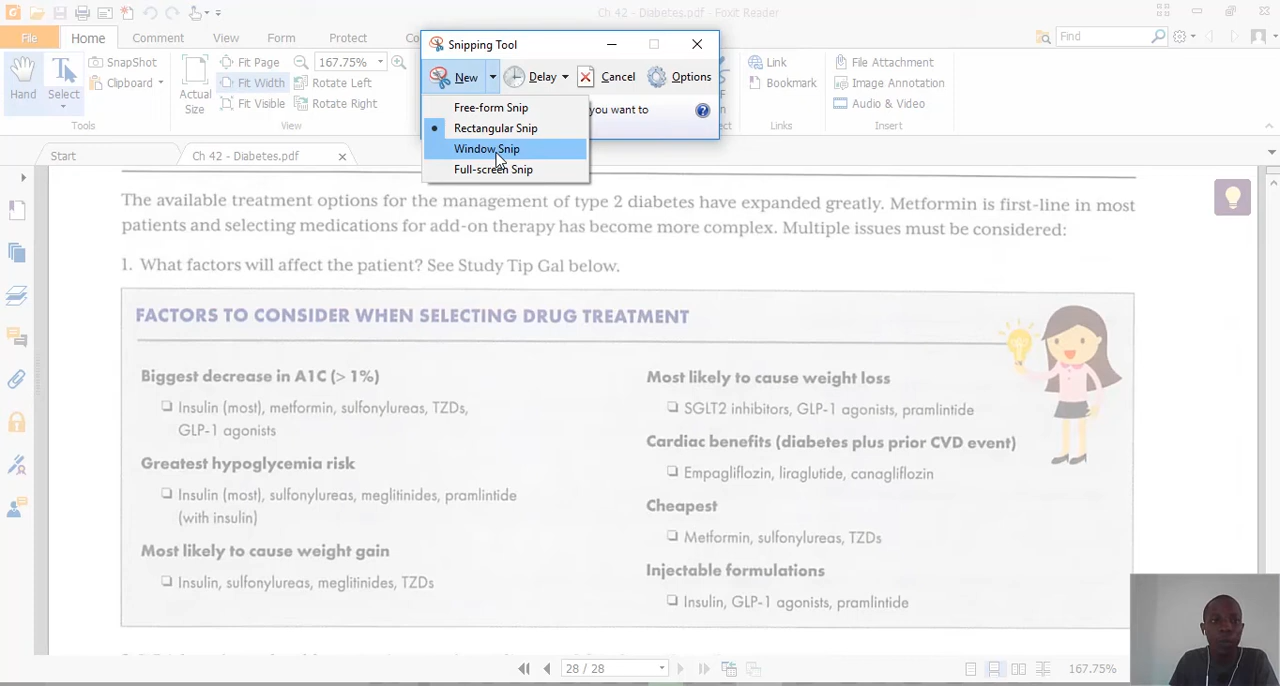 Ch 42 - Diabetes.pdf - Foxit Reader
File
Home
Comment
View
Form
Protect
Co
Find
Hand
Select
SnapShot
Clipboard
Tools
Actual
Size
Fit Page
Fit Width
Fit Visible
167.75%
Rotate Left
Rotate Right
View
Link
Bookmark
Links
File Attachment
Image Annotation
Audio & Video
Insert
Snipping Tool
New
Delay
Cancel
Options
you want to
Free-form Snip
Rectangular Snip
Window Snip
Full-screen Snip
Start
Ch 42 - Diabetes.pdf
The available treatment options for the management of type 2 diabetes have expanded greatly. Metformin is first-line in most
patients and selecting medications for add-on therapy has become more complex. Multiple issues must be considered:
1. What factors will affect the patient? See Study Tip Gal below.
FACTORS TO CONSIDER WHEN SELECTING DRUG TREATMENT
Biggest decrease in A1C (> 1%)
❑ Insulin (most), metformin, sulfonylureas, TZDs,
GLP-1 agonists
Greatest hypoglycemia risk
❑ Insulin (most), sulfonylureas, meglitinides, pramlintide
(with insulin)
Most likely to cause weight gain
❑ Insulin, sulfonylureas, meglitinides, TZDs
Most likely to cause weight loss
❑ SGLT2 inhibitors, GLP-1 agonists, pramlintide
Cardiac benefits (diabetes plus prior CVD event)
❑ Empagliflozin, liraglutide, canagliflozin
Cheapest
❑ Metformin, sulfonylureas, TZDs
Injectable formulations
❑ Insulin, GLP-1 agonists, pramlintide
28 / 28
167.75%